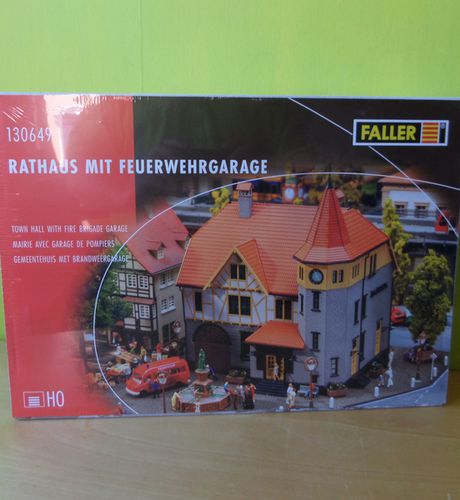 130649
FALLER
RATHAUS MIT FEUERWEHRGARAGE
TOWN HALL WITH FIRE BRIGADE GARAGE
MAIRIE AVEC GARAGE DE POMPIERS
GEMEENTEHUIS MET BRANDWEERGARAGE
HO